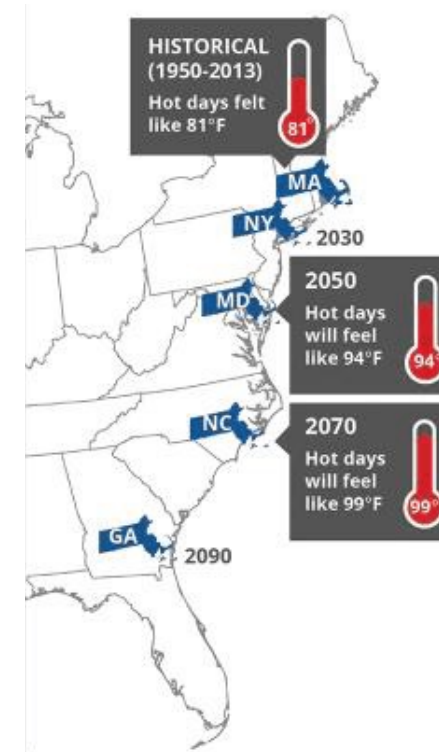 HISTORICAL
(1950-2013)
Hot days felt
like 81°F
81°
MA
NY
2030
MD
2050
Hot days
will feel
like 94°F
94°
NC
2070
Hot days
will feel
like 99°F
99°
GA
2090